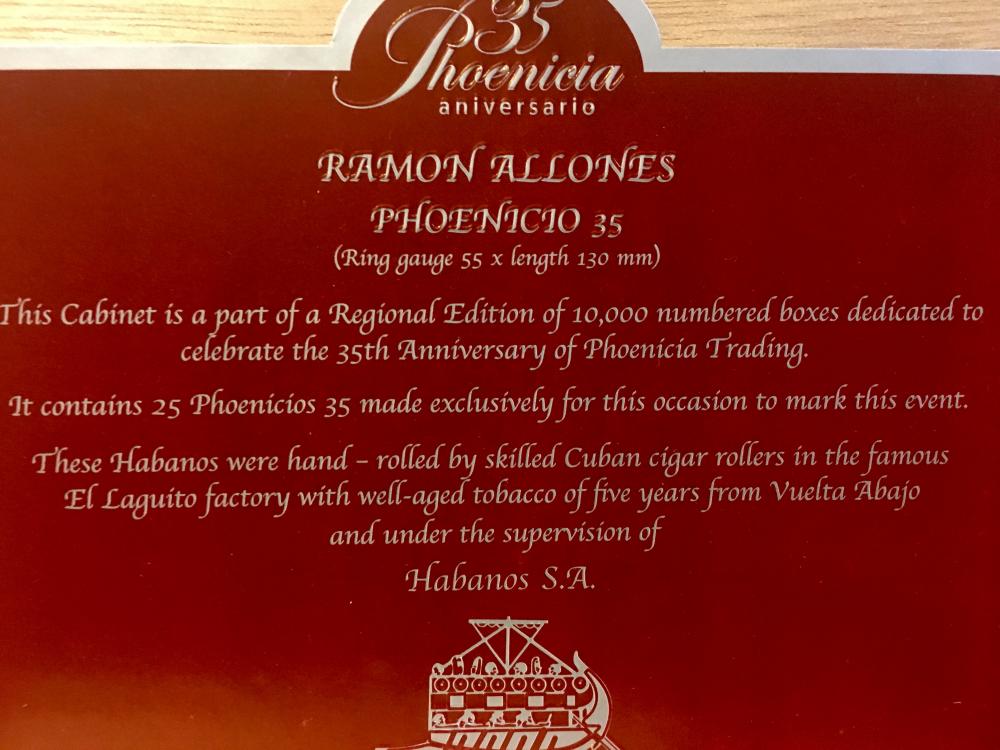 35
Phoenicia
aniversario
RAMON ALLONES
PHOENICIO 35
(Ring gauge 55 x length 130 mm)
This Cabinet is a part of a Regional Edition of 10,000 numbered boxes dedicated to
celebrate the 35th Anniversary of Phoenicia Trading.
It contains 25 Phoenicios 35 made exclusively for this occasion to mark this event.
These Habanos were hand – rolled by skilled Cuban cigar rollers in the famous
El Laguito factory with well-aged tobacco of five years from Vuelta Abajo
and under the supervision of
Habanos S.A.